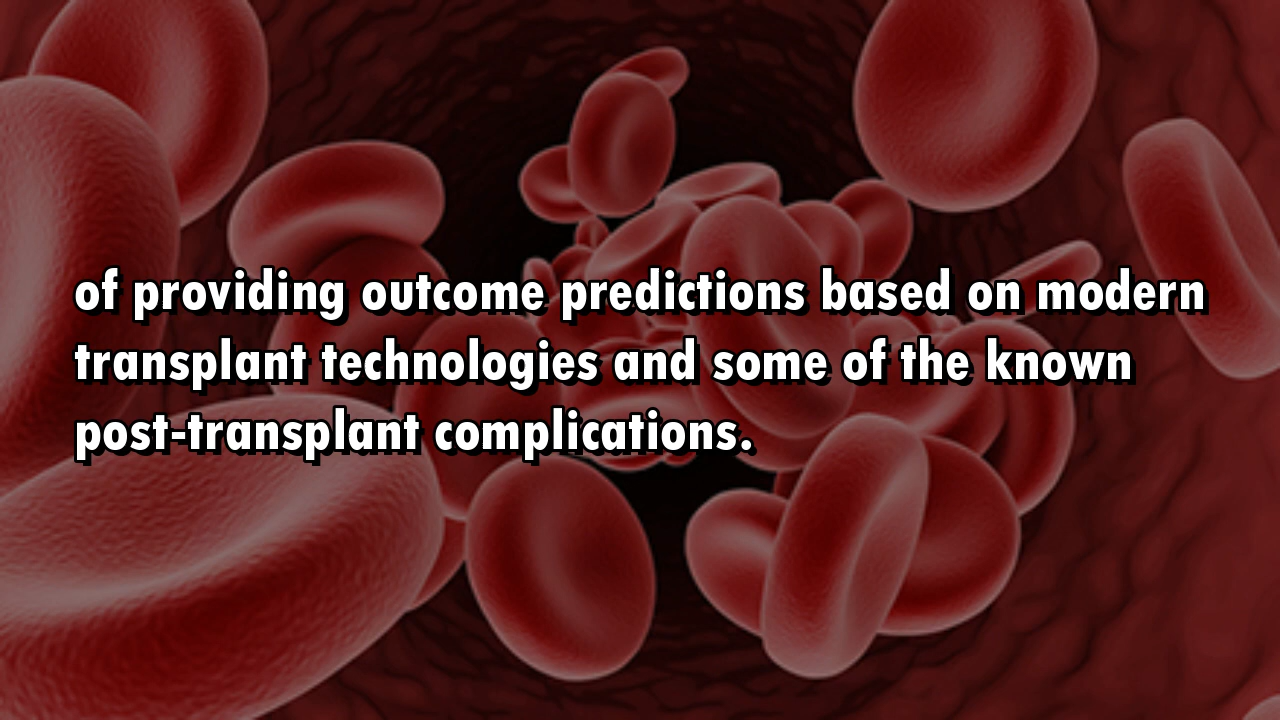 of providing outcome predictions based on modern
transplant technologies and some of the known
post-transplant complications.